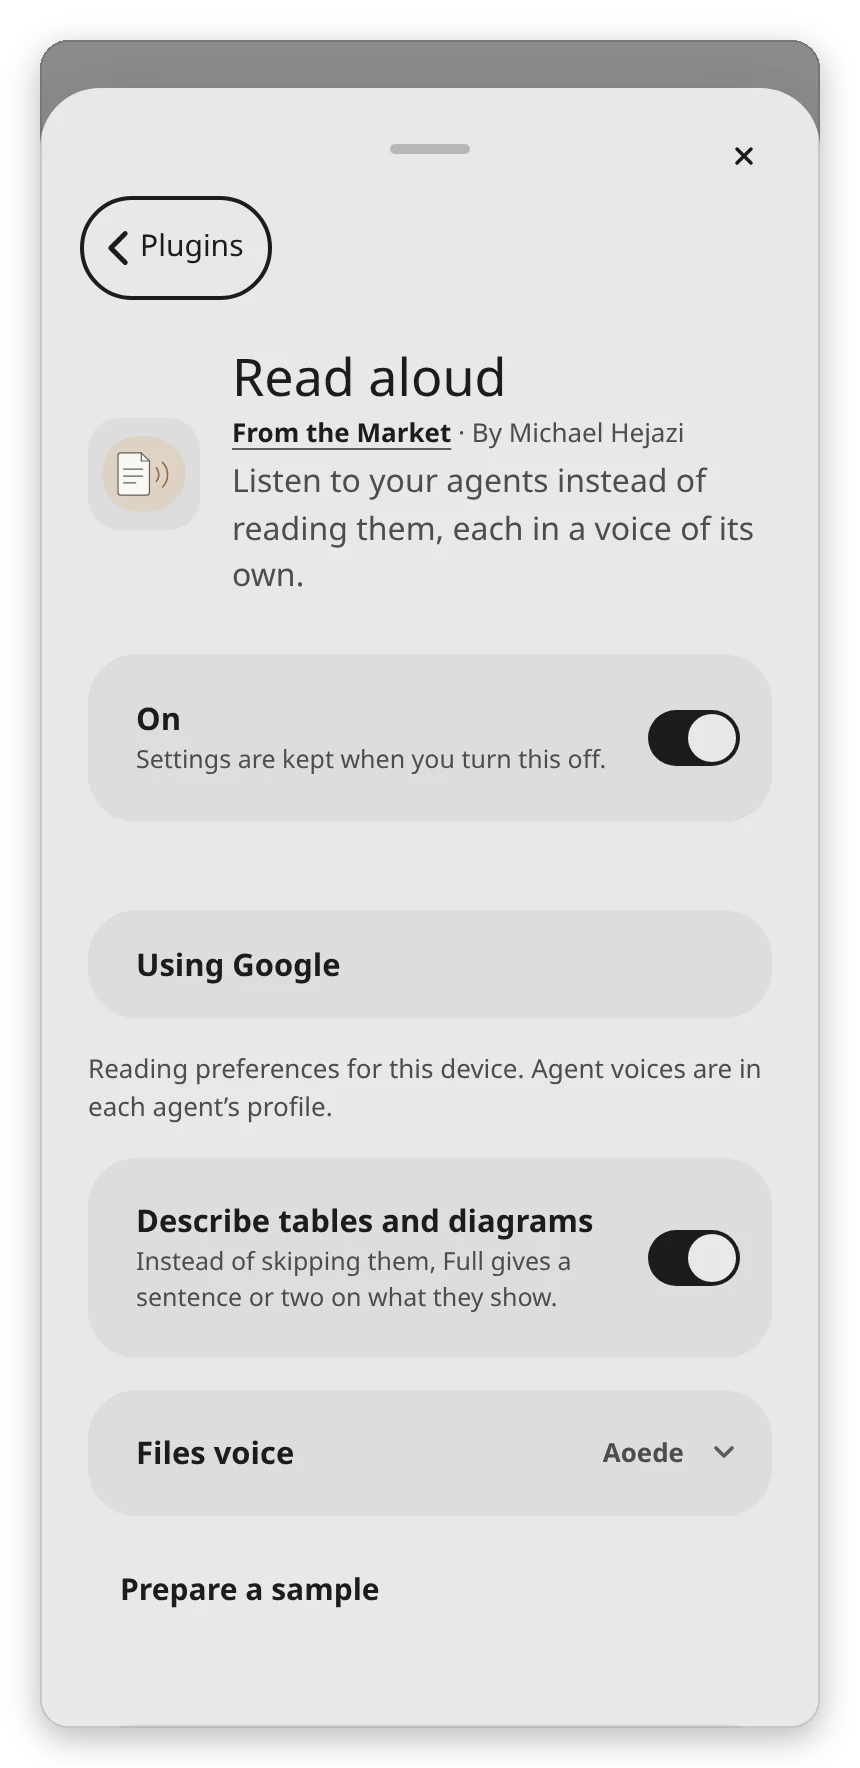 Plugins
Read aloud
From the Market · By Michael Hejazi
Listen to your agents instead of
reading them, each in a voice of its
own.
On
Settings are kept when you turn this off.
Using Google
Reading preferences for this device. Agent voices are in
each agent’s profile.
Describe tables and diagrams
Instead of skipping them, Full gives a
sentence or two on what they show.
Files voice
Aoede
Prepare a sample